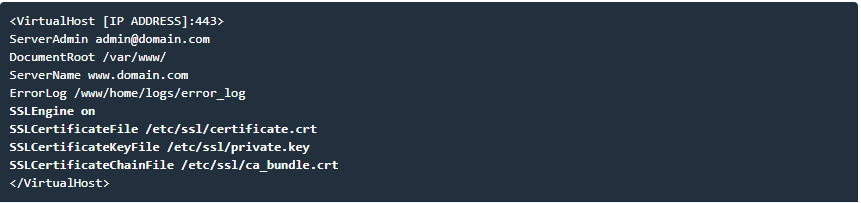 <VirtualHost [IP ADDRESS]:443>
ServerAdmin admin@domain.com
DocumentRoot /var/www/
ServerName www.domain.com
ErrorLog /www/home/logs/error_log
SSLEngine on
SSLCertificateFile /etc/ssl/certificate.crt
SSLCertificateKeyFile /etc/ssl/private.key
SSLCertificateChainFile /etc/ssl/ca_bundle.crt
</VirtualHost>